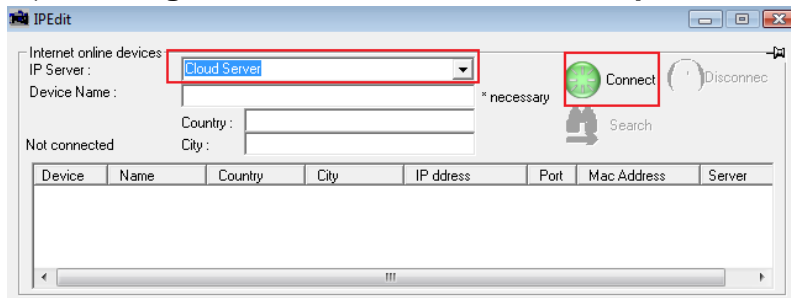 IPEdit
Internet online devices
IP Server : Cloud Server Connect Disconnec
Device Name : * necessary
Country : Search
Not connected City :
Device Name Country City IP ddress Port Mac Address Server